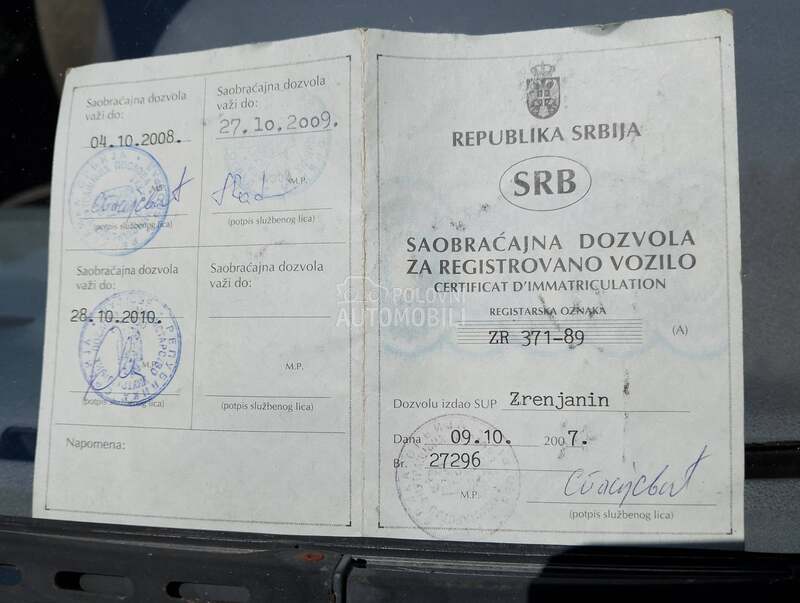 Saobraćajna dozvola
važi do:
04.10.2008.
(potpis službenog lica)
Saobraćajna dozvola
važi do:
27.10.2009.
M.P.
(potpis službenog lica)
Saobraćajna dozvola
važi do:
28.10.2010.
M.P.
(potpis službenog lica)
Saobraćajna dozvola
važi do:
M.P.
(potpis službenog lica)
Napomena:
POLOVNI
AUTOMOBILI
REPUBLIKA SRBIJA
SRB
SAOBRAĆAJNA DOZVOLA
ZA REGISTROVANO VOZILO
CERTIFICAT D'IMMATRICULATION
REGISTARSKA OZNAKA
ZR 371-89 (A)
Dozvolu izdao SUP Zrenjanin
Dana 09.10. 2007.
Br. 27296
M.P.
(potpis službenog lica)